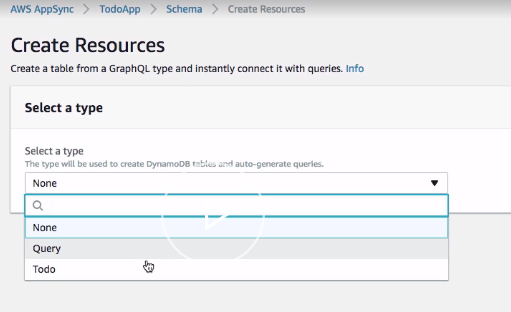 AWS AppSync > TodoApp > Schema > Create Resources
Create Resources
Create a table from a GraphQL type and instantly connect it with queries. Info
Select a type
Select a type
The type will be used to create DynamoDB tables and auto-generate queries.
None
None
Query
Todo